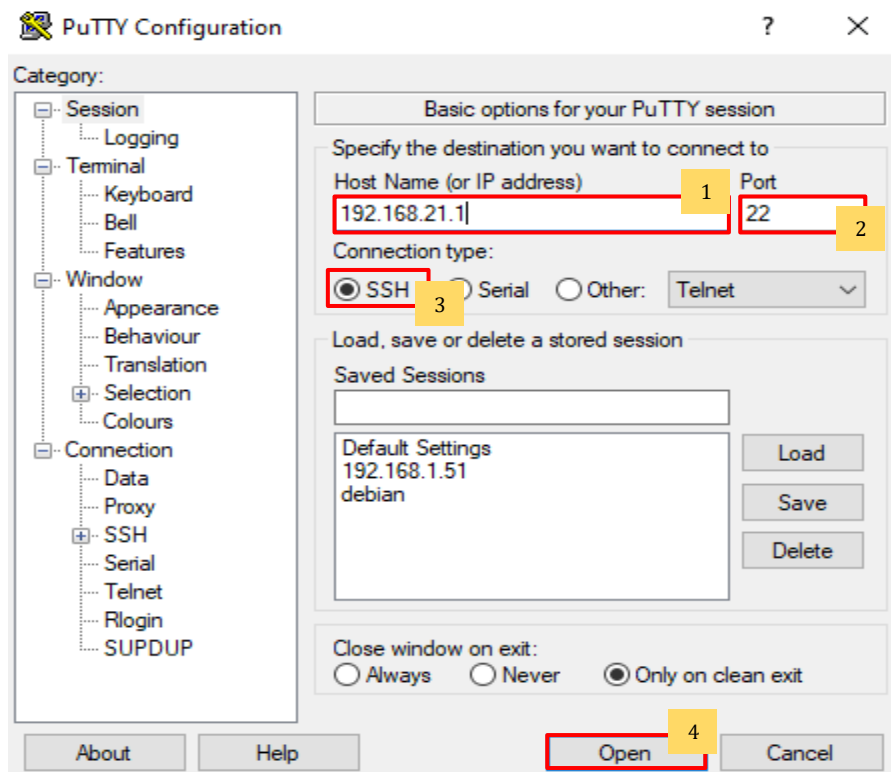 PuTTY Configuration ? ×
Category:
Session
Logging
Terminal
Keyboard
Bell
Features
Window
Appearance
Behaviour
Translation
Selection
Colours
Connection
Data
Proxy
SSH
Serial
Telnet
Rlogin
SUPDUP
Basic options for your PuTTY session
Specify the destination you want to connect to
Host Name (or IP address) 1 Port
192.168.21.1 22 2
Connection type:
SSH 3 Serial Other: Telnet
Load, save or delete a stored session
Saved Sessions
Default Settings
192.168.1.51
debian
Load
Save
Delete
Close window on exit:
Always Never Only on clean exit
4
About Help Open Cancel